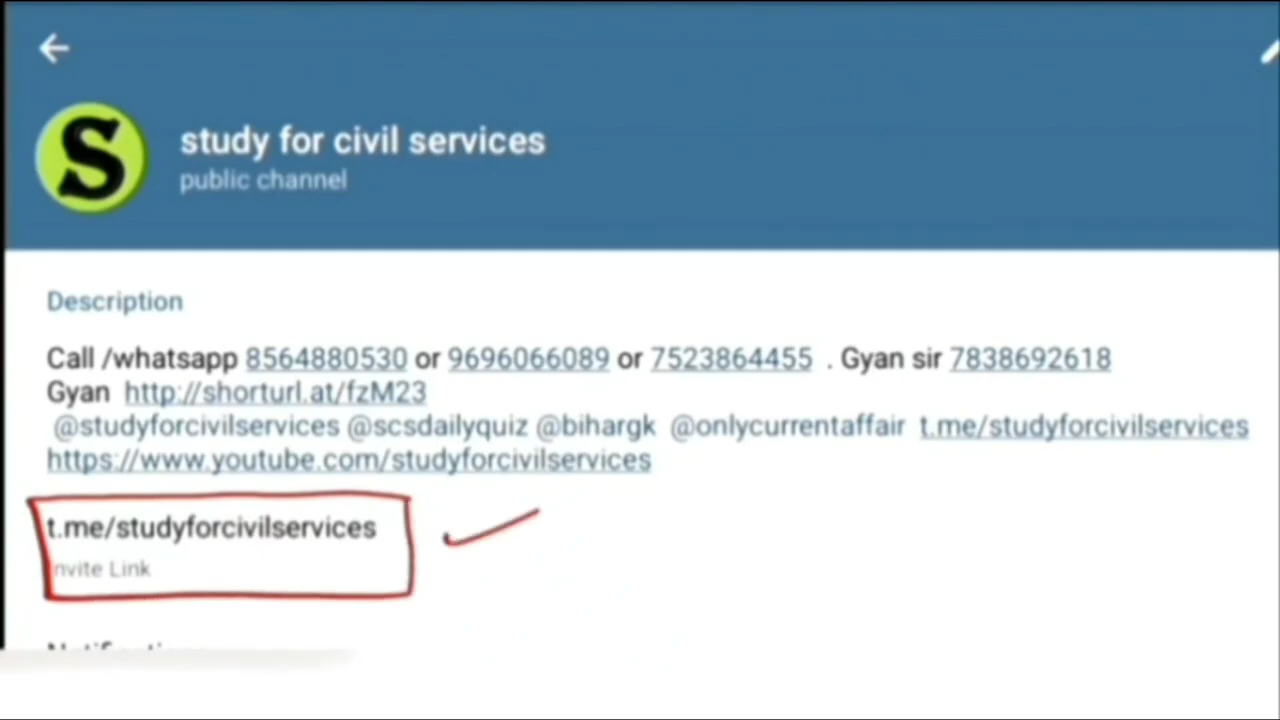 S
study for civil services
public channel
Description
Call /whatsapp 8564880530 or 9696066089 or 7523864455 . Gyan sir 7838692618
Gyan http://shorturl.at/fzM23
@studyforcivilservices @scsdailyquiz @bihargk @onlycurrentaffair t.me/studyforcivilservices
https://www.youtube.com/studyforcivilservices
t.me/studyforcivilservices
Invite Link